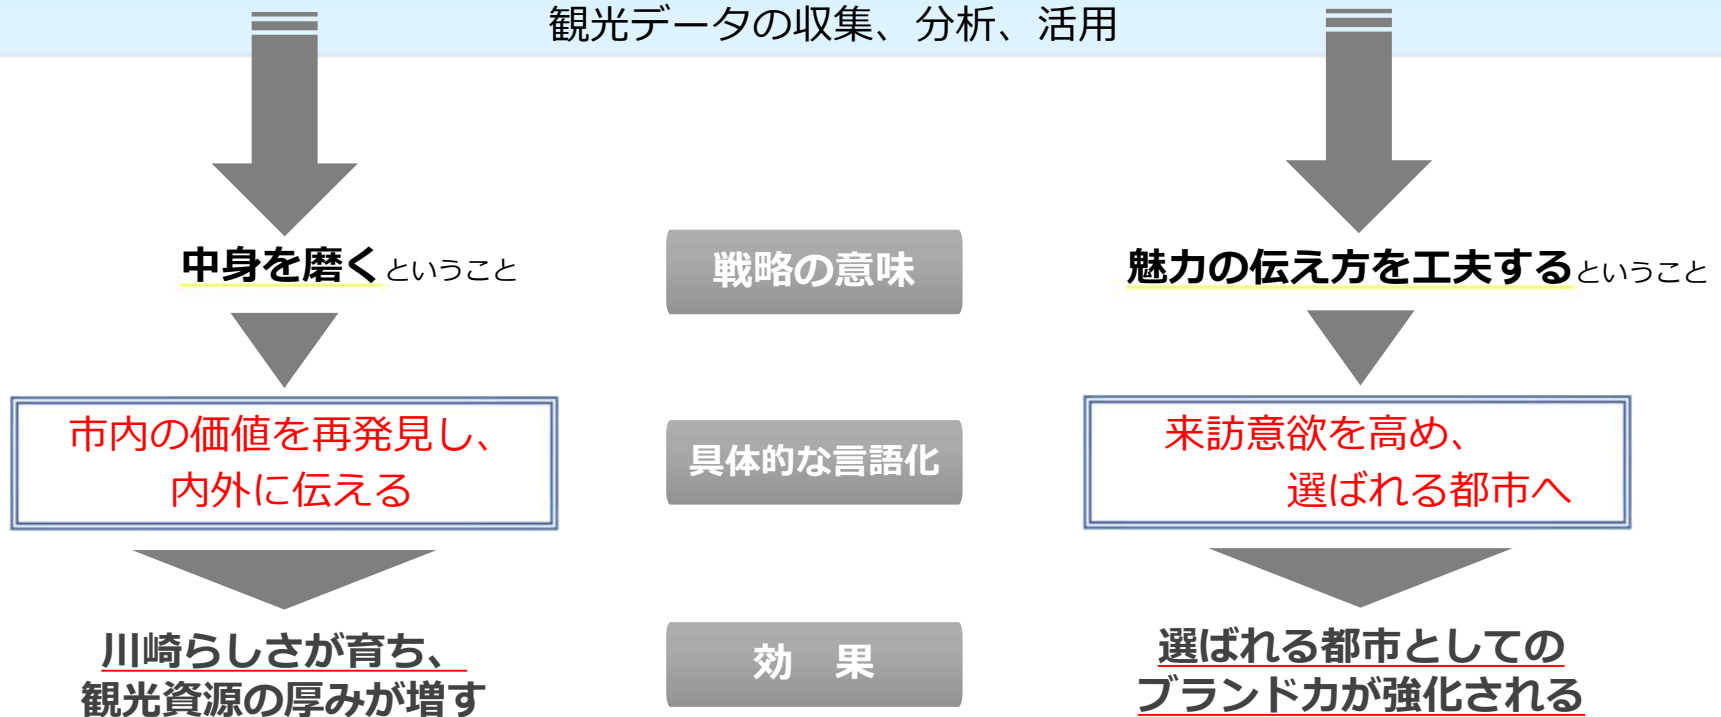 観光データの収集、分析、活用
中身を磨くということ
戦略の意味
魅力の伝え方を工夫するということ
市内の価値を再発見し、
内外に伝える
具体的な言語化
来訪意欲を高め、
選ばれる都市へ
川崎らしさが育ち、
観光資源の厚みが増す
効　果
選ばれる都市としての
ブランド力が強化される